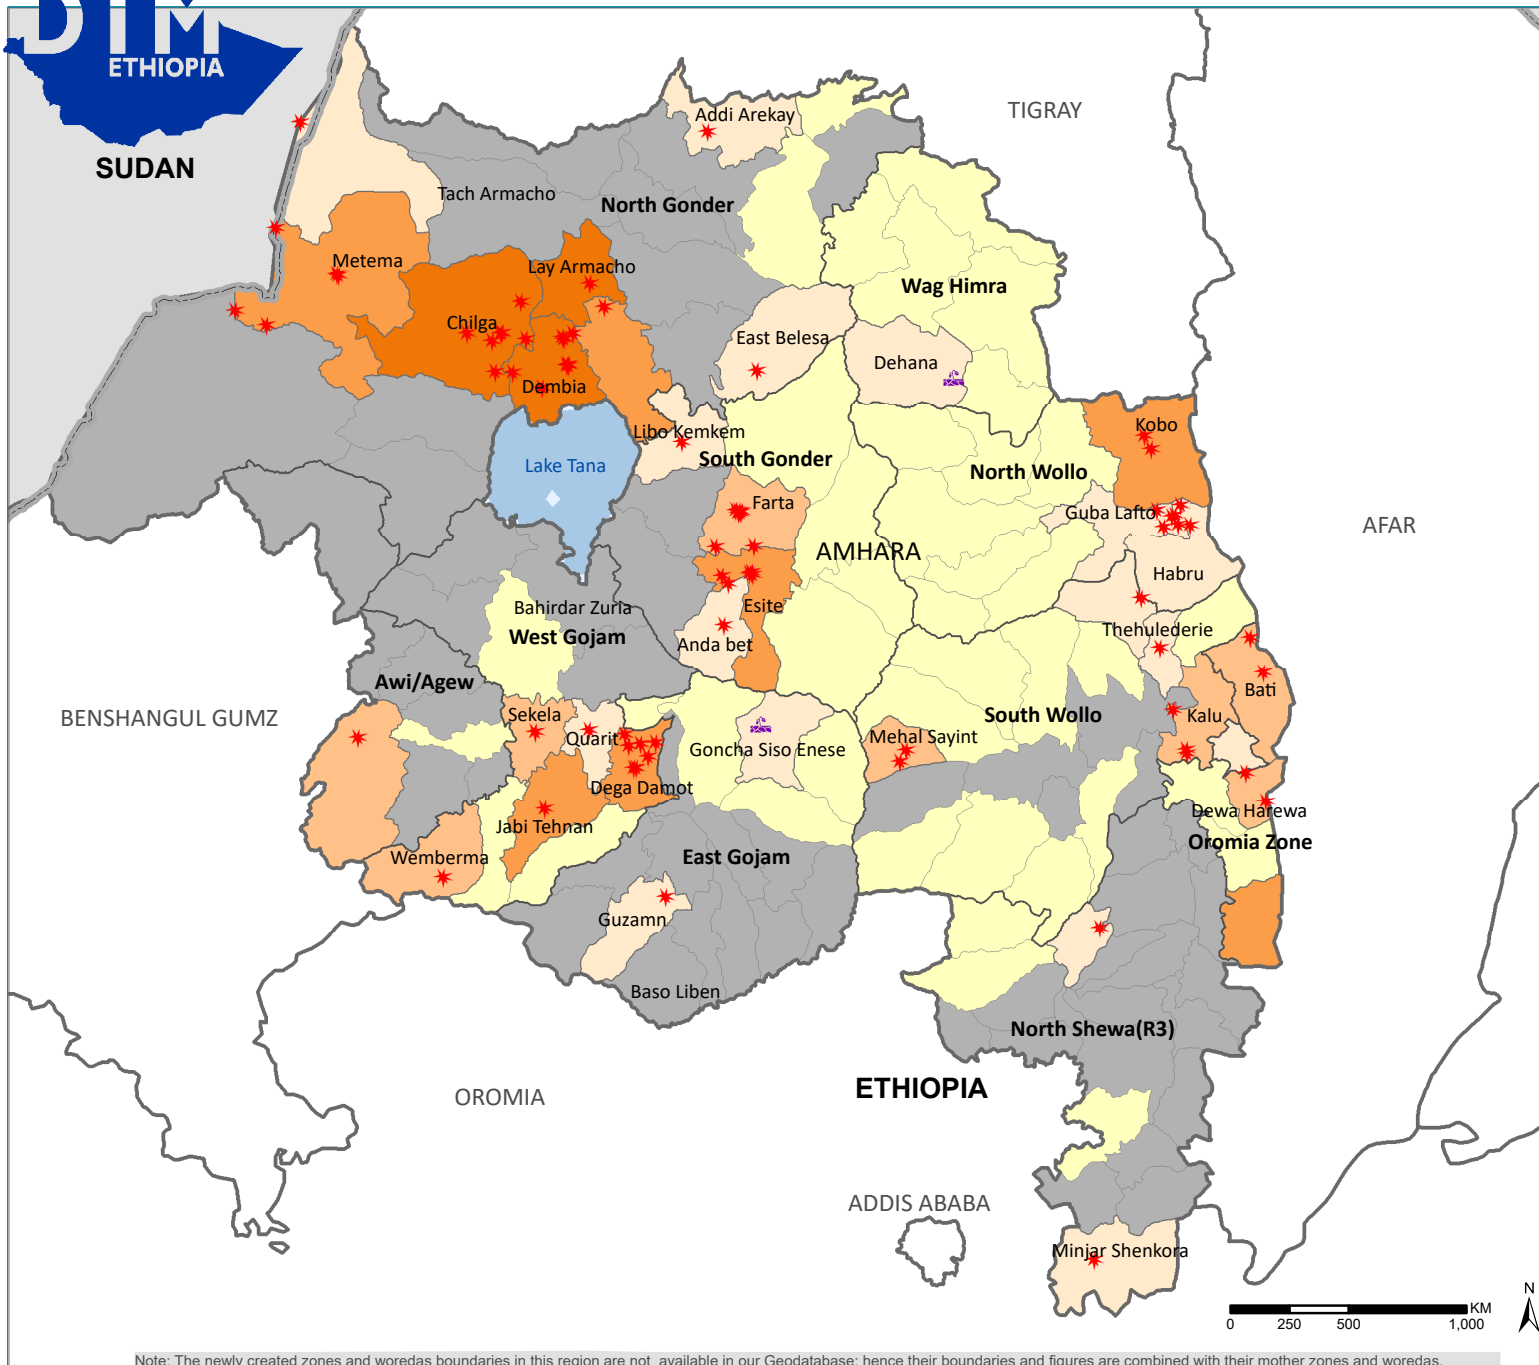 DTM
ETHIOPIA
SUDAN
TIGRAY
Addi Arekay
Tach Armacho
North Gonder
Metema
Lay Armacho
Wag Himra
Chilga
East Belesa
Dehana
Dembia
Kobo
Libo Kemkem
South Gonder
Lake Tana
North Wollo
Farta
Guba Lafto
AFAR
AMHARA
Habru
Bahirdar Zuria
Esite
West Gojam
Anda bet
Thehulederie
Awi/Agew
Bati
BENSHANGUL GUMZ
Sekela
Quarit
South Wollo
Kalu
Goncha Siso Enese
Mehal Sayint
Dega Damot
Jabi Tehnan
Dewa Harewa
Oromia Zone
Wemberma
East Gojam
Guzamn
Baso Liben
North Shewa(R3)
ETHIOPIA
OROMIA
ADDIS ABABA
Minjar Shenkora
N
KM
0 250 500 1,000
Note: The newly created zones and woredas boundaries in this region are not available in our Geodatabase; hence their boundaries and figures are combined with their mother zones and woredas.